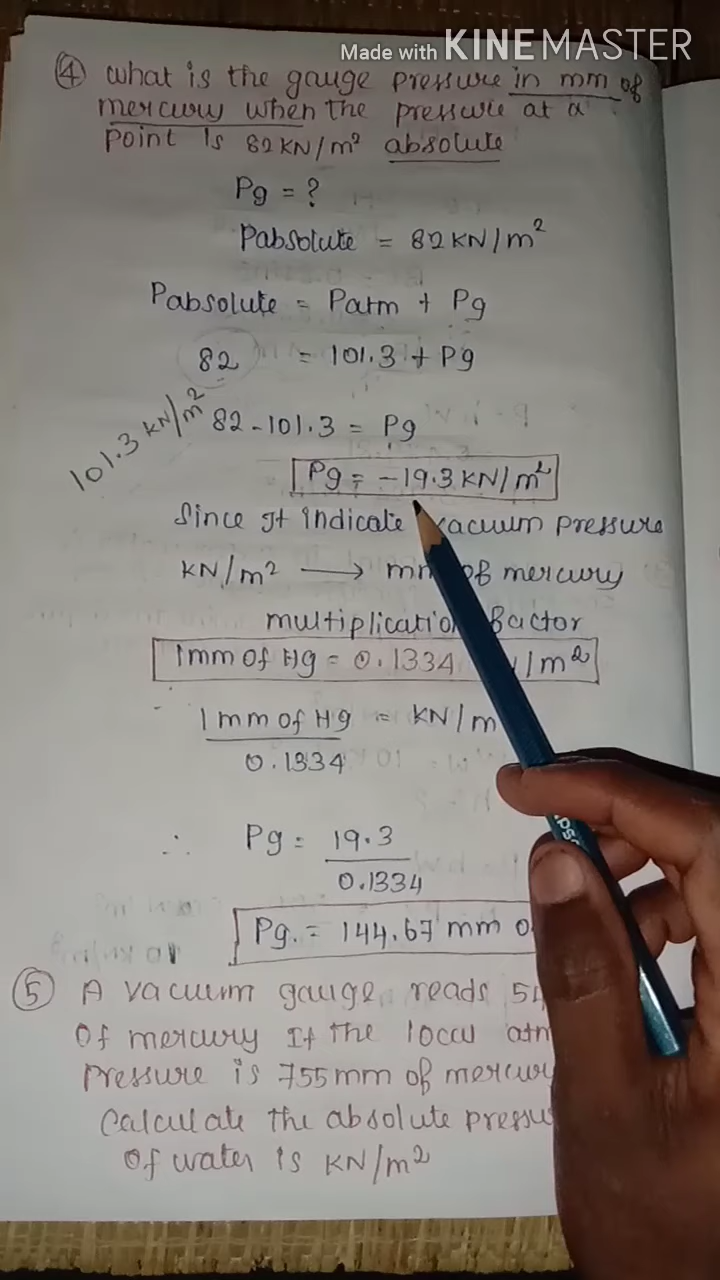 Made with KINEMASTER
④ What is the gauge pressure in mm of
mercury when the pressure at a
point is 82 KN/m²  absolute
Pg = ?
Pabsolute = 82 KN/m²
Pabsolute = Patm + Pg
82 = 101.3 + Pg
101.3 KN/m²
82 - 101.3 = Pg
Pg = -19.3 KN/m²
Since It indicate vacuum pressure
KN/m² → mm of mercury
multiplication factor
1mm of Hg = 0.1334 /m²
1 mm of Hg / 0.1334 = KN/m
∴ Pg = 19.3 / 0.1334
Pg. = 144.67 mm o
⑤ A vacuum gauge reads
Of mercury If the local atm
pressure is 755mm of mercury
Calculate the absolute pressu
Of water is KN/m²